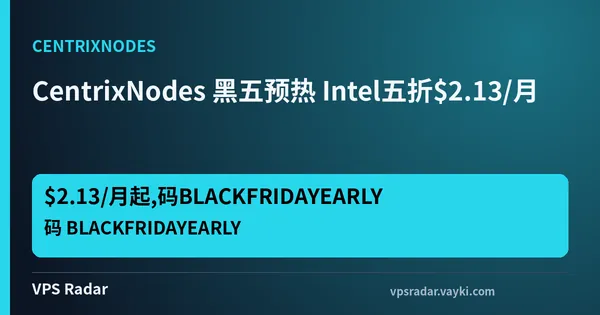 CENTRIXNODES
CentrixNodes 黑五预热 Intel五折$2.13/月
$2.13/月起,码BLACKFRIDAYEARLY
码 BLACKFRIDAYEARLY
VPS Radar
vpsradar.vayki.com